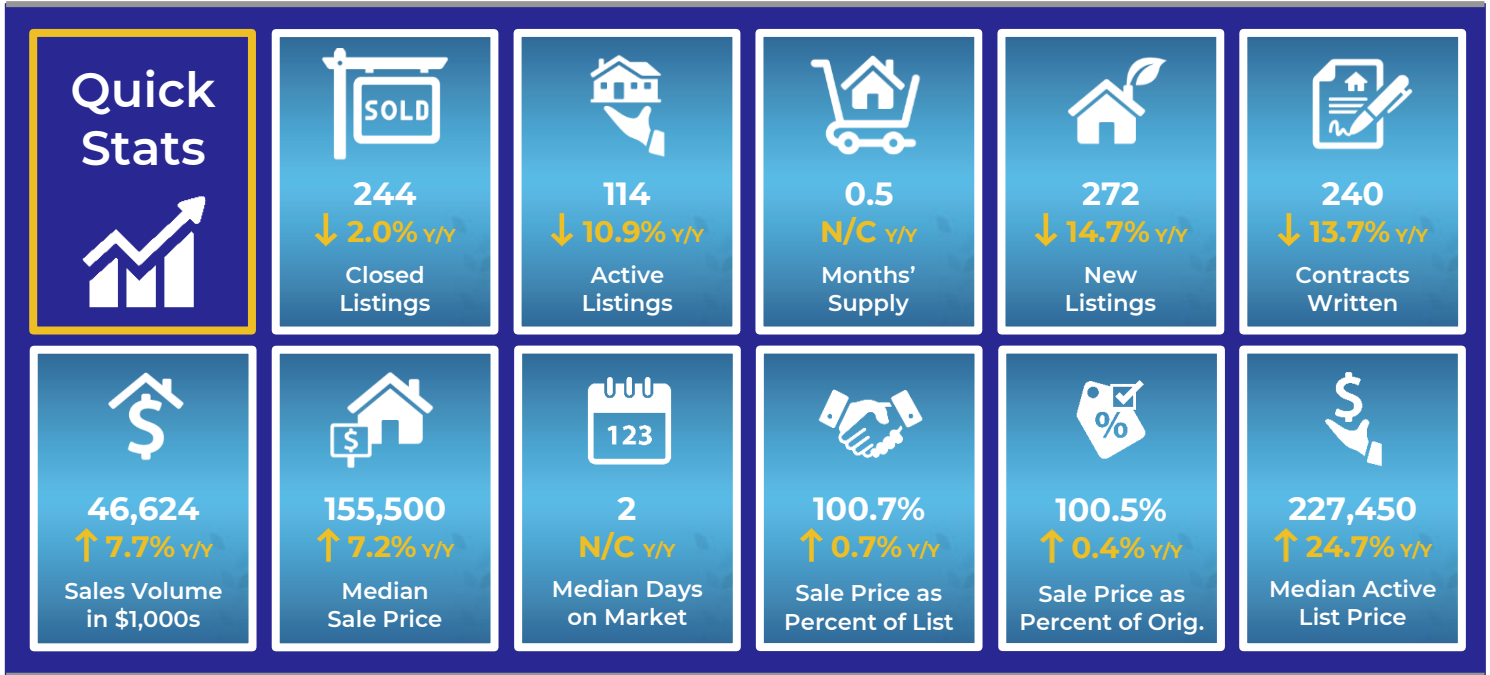 Quick
Stats
SOLD
244
↓ 2.0% Y/Y
Closed
Listings
114
↓ 10.9% Y/Y
Active
Listings
0.5
N/C Y/Y
Months’
Supply
272
↓ 14.7% Y/Y
New
Listings
240
↓ 13.7% Y/Y
Contracts
Written
$
46,624
↑ 7.7% Y/Y
Sales Volume
in $1,000s
$
155,500
↑ 7.2% Y/Y
Median
Sale Price
123
2
N/C Y/Y
Median Days
on Market
100.7%
↑ 0.7% Y/Y
Sale Price as
Percent of List
%
100.5%
↑ 0.4% Y/Y
Sale Price as
Percent of Orig.
$
227,450
↑ 24.7% Y/Y
Median Active
List Price